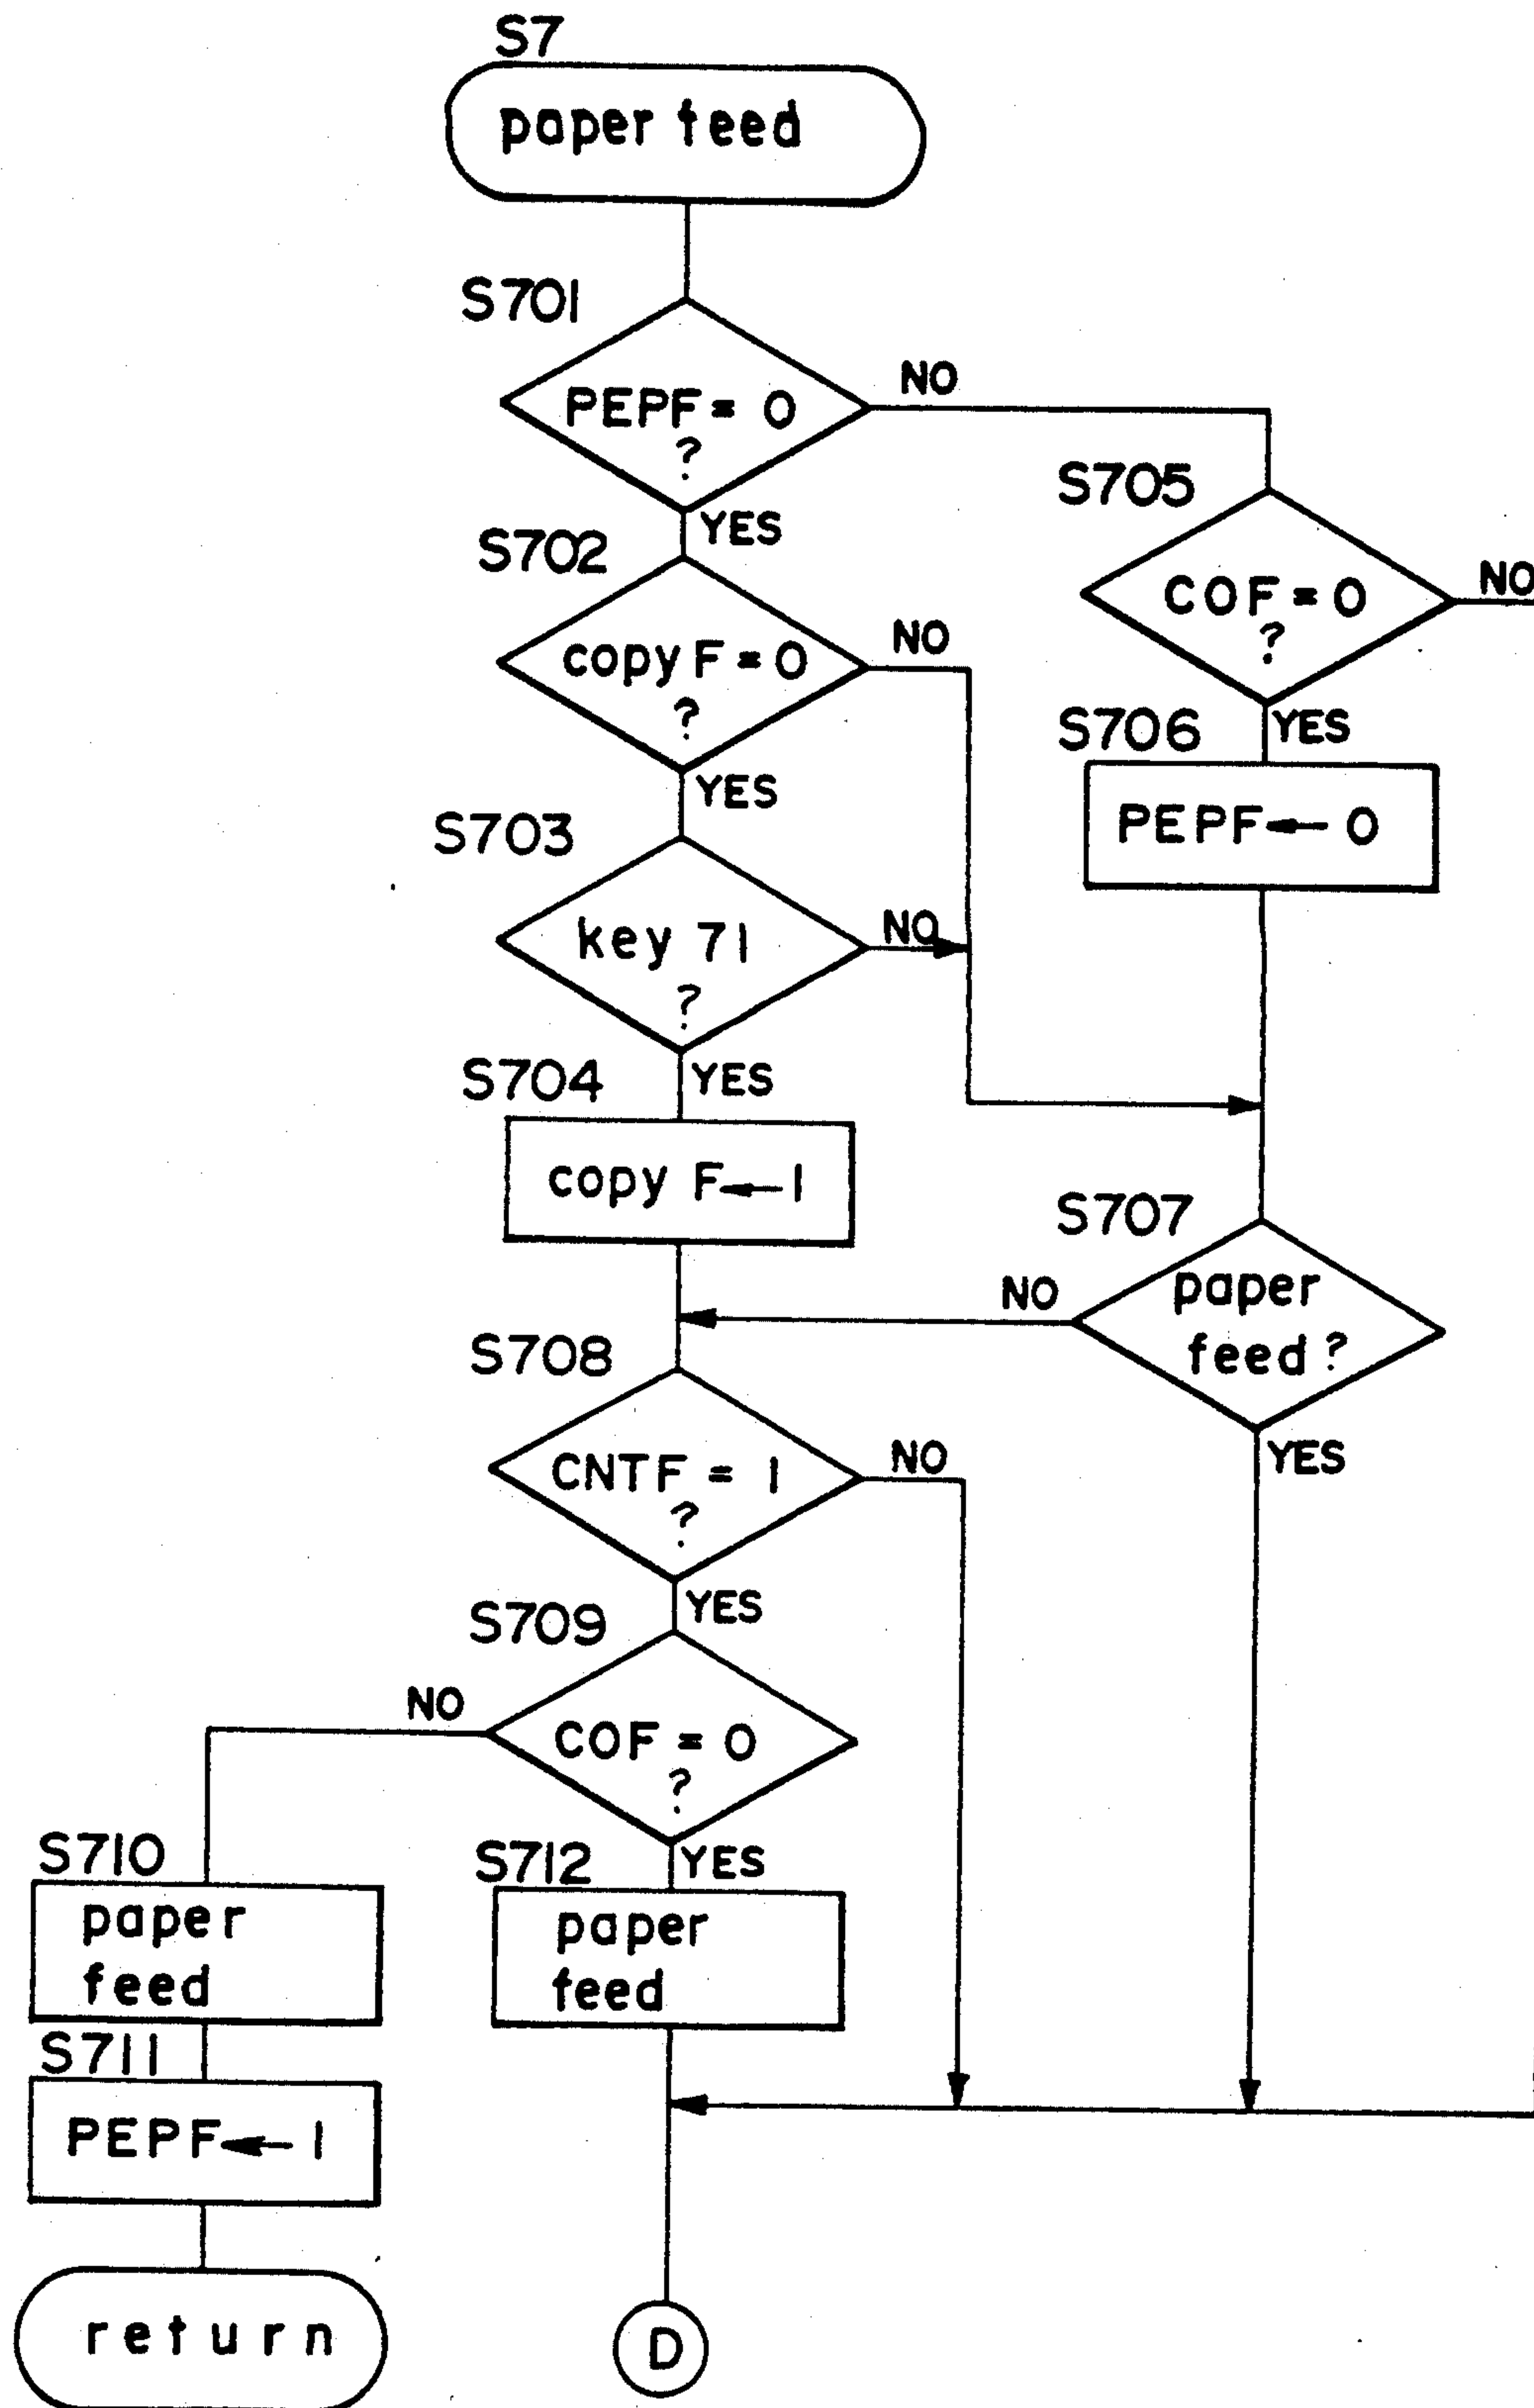 S7
paper feed
S701
PEPF = 0
?
NO
YES
S702
copy F = 0
?
NO
YES
S703
key 71
?
NO
YES
S704
copy F ← 1
S705
COF = 0
?
NO
YES
S706
PEPF ← 0
S707
paper
feed ?
NO
YES
S708
CNTF = 1
?
NO
YES
S709
COF = 0
?
NO
YES
S710
paper
feed
S711
PEPF ← 1
return
S712
paper
feed
D